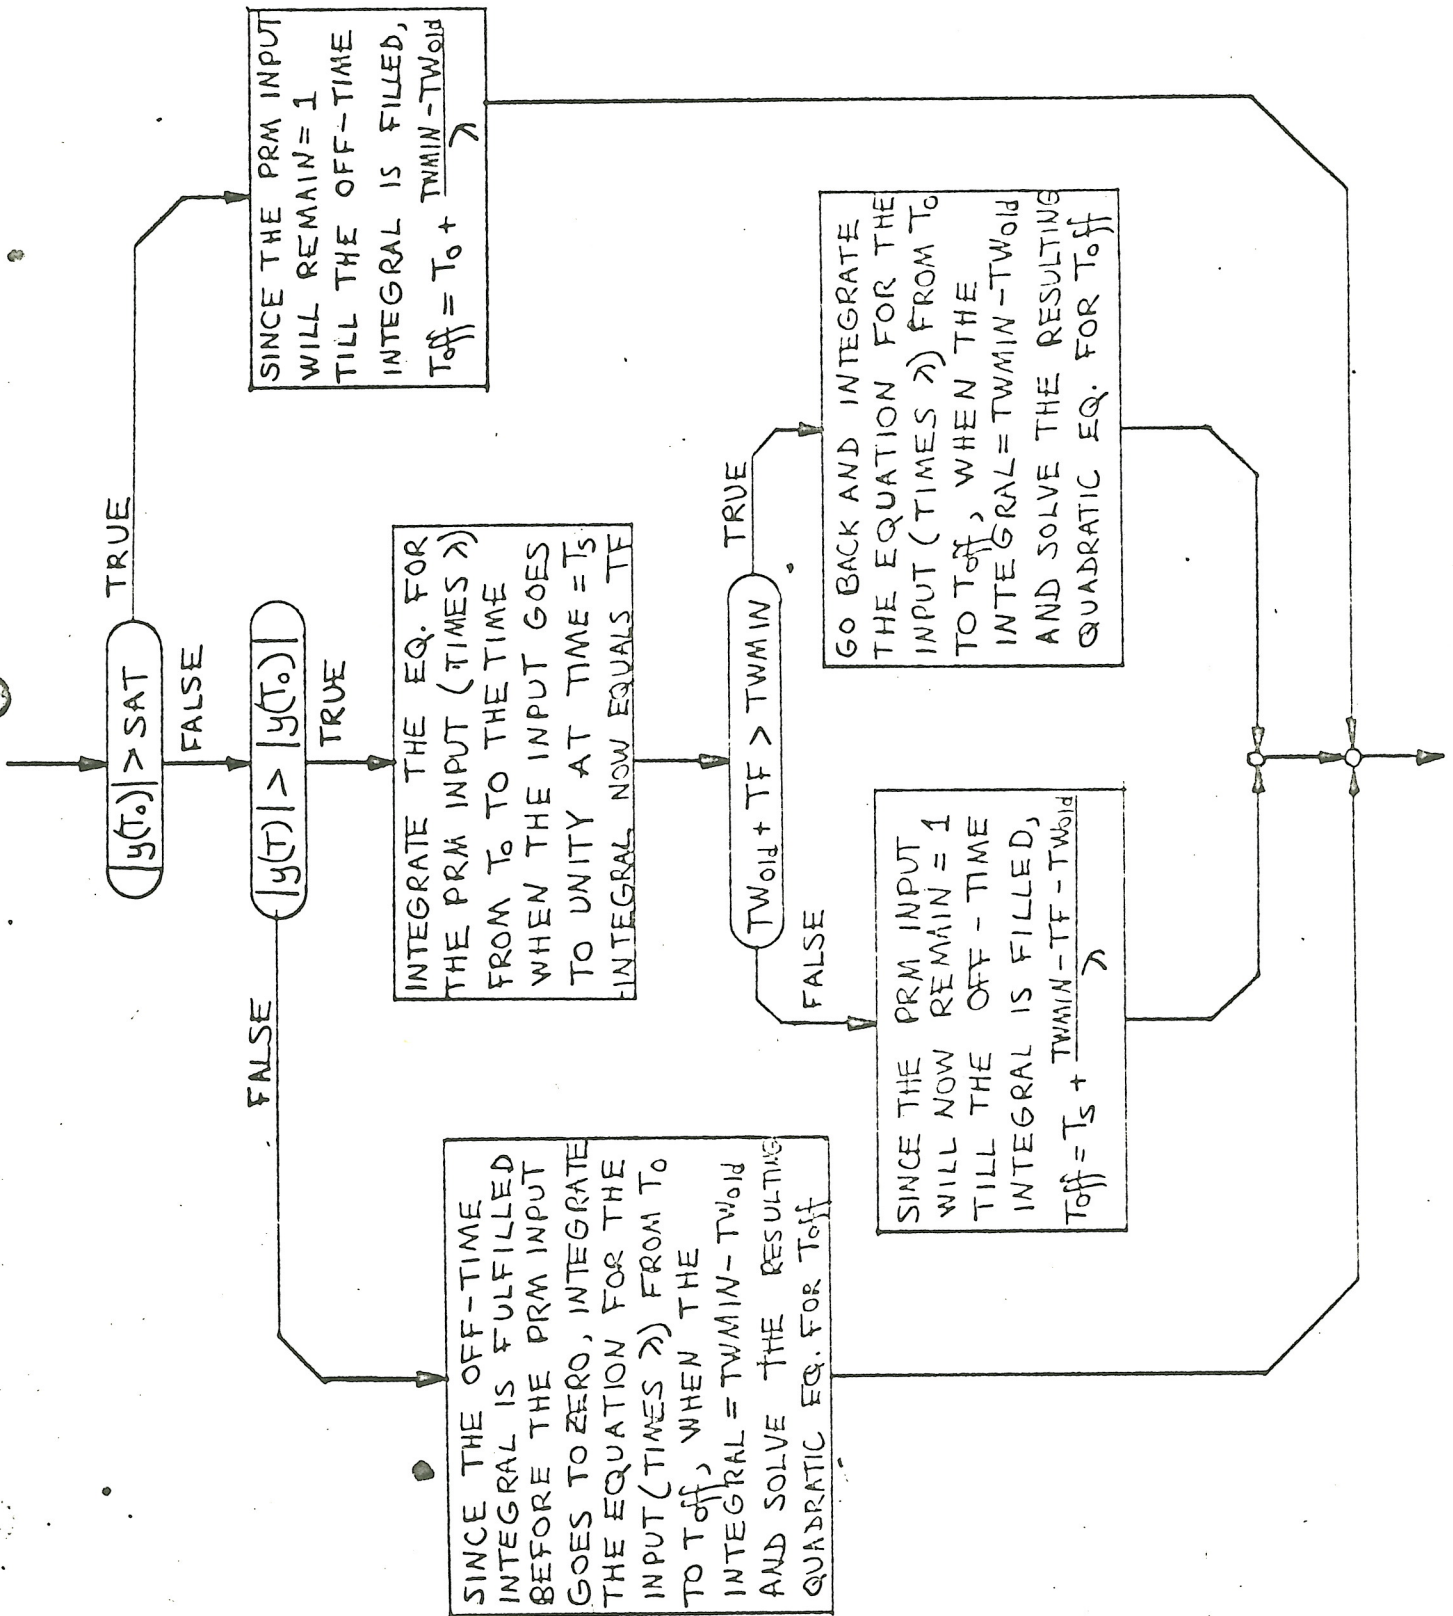 |y(T₀)| > SAT
TRUE
FALSE
SINCE THE PRM INPUT
WILL REMAIN = 1
TILL THE OFF-TIME
INTEGRAL IS FILLED,
Toff = T₀ + TWMIN-TWold
λ
|y(T)| > |y(T₀)|
FALSE
TRUE
SINCE THE OFF-TIME
INTEGRAL IS FULFILLED
BEFORE THE PRM INPUT
GOES TO ZERO, INTEGRATE
THE EQUATION FOR THE
INPUT (TIMES λ) FROM T₀
TO Toff, WHEN THE
INTEGRAL = TWMIN-TWold
AND SOLVE THE RESULTING
QUADRATIC EQ. FOR Toff
INTEGRATE THE EQ. FOR
THE PRM INPUT (TIMES λ)
FROM T₀ TO THE TIME
WHEN THE INPUT GOES
TO UNITY AT TIME = Ts
INTEGRAL NOW EQUALS TF
TWold + TF > TWMIN
FALSE
TRUE
SINCE THE PRM INPUT
WILL NOW REMAIN = 1
TILL THE OFF-TIME
INTEGRAL IS FILLED,
Toff = Ts + TWMIN-TF-TWold
λ
GO BACK AND INTEGRATE
THE EQUATION FOR THE
INPUT (TIMES λ) FROM T₀
TO Toff, WHEN THE
INTEGRAL = TWMIN-TWold
AND SOLVE THE RESULTING
QUADRATIC EQ. FOR Toff